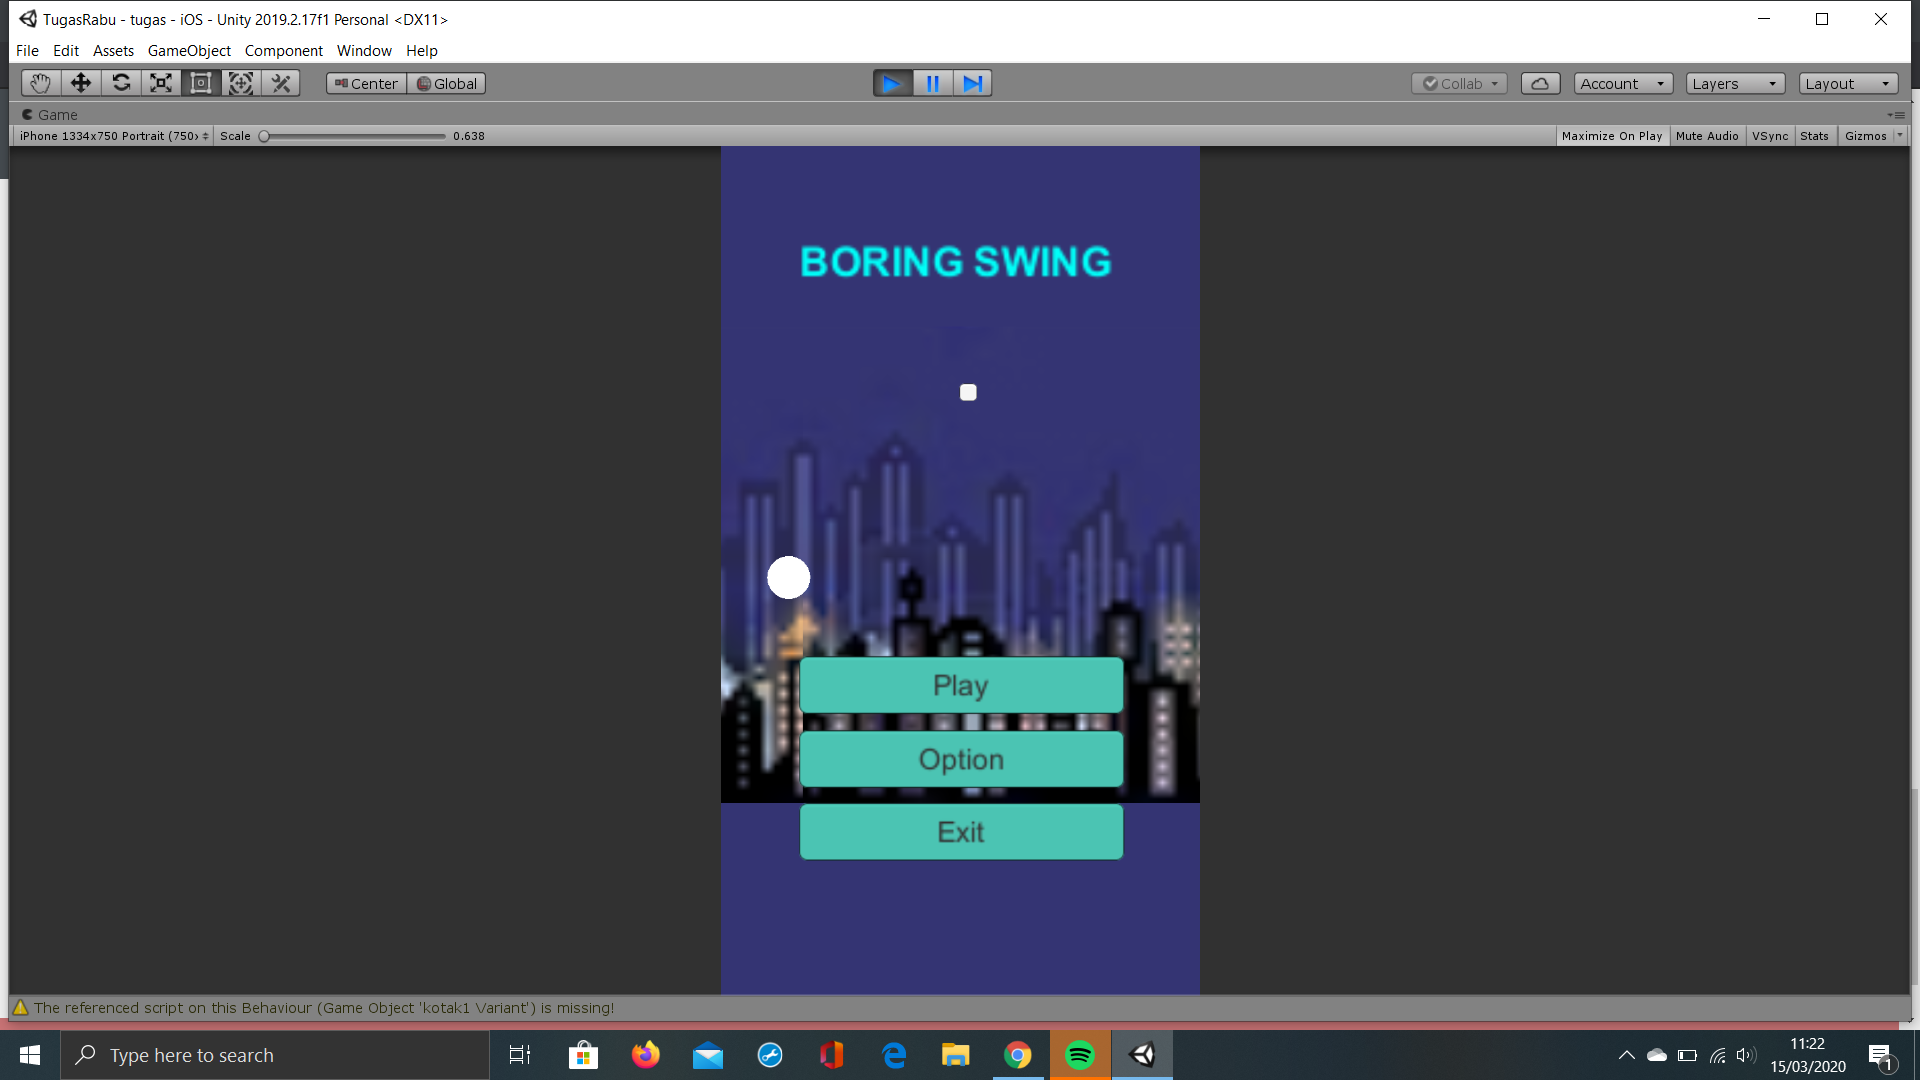 TugasRabu - tugas - iOS - Unity 2019.2.17f1 Personal <DX11>
File Edit Assets GameObject Component Window Help
Center Global Collab Account Layers Layout
Game
iPhone 1334x750 Portrait (750x Scale 0.638 Maximize On Play Mute Audio VSync Stats Gizmos
BORING SWING
Play
Option
Exit
The referenced script on this Behaviour (Game Object 'kotak1 Variant') is missing!
Type here to search
11:22
15/03/2020
1